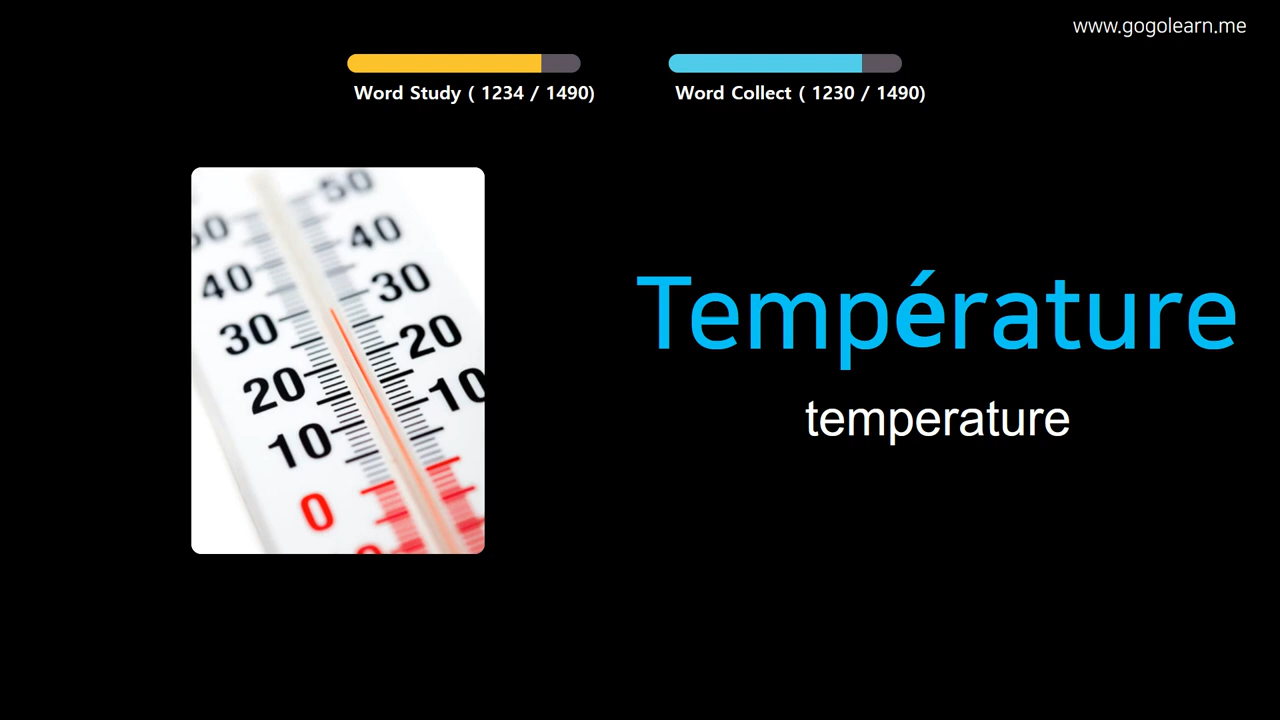 www.gogolearn.me
Word Study ( 1234 / 1490)
Word Collect ( 1230 / 1490)
50
50
40
40
30
30
20
20
10
10
0
Température
temperature